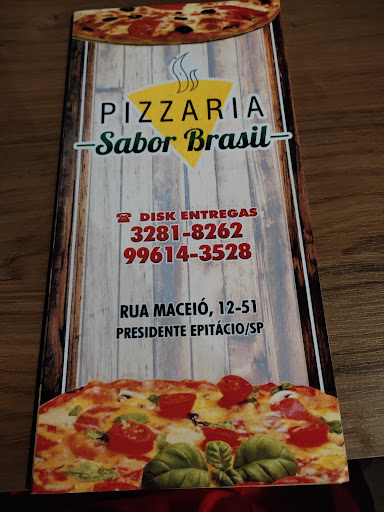 PIZZARIA
Sabor Brasil
DISK ENTREGAS
3281-8262
99614-3528
RUA MACEIÓ, 12-51
PRESIDENTE EPITÁCIO/SP